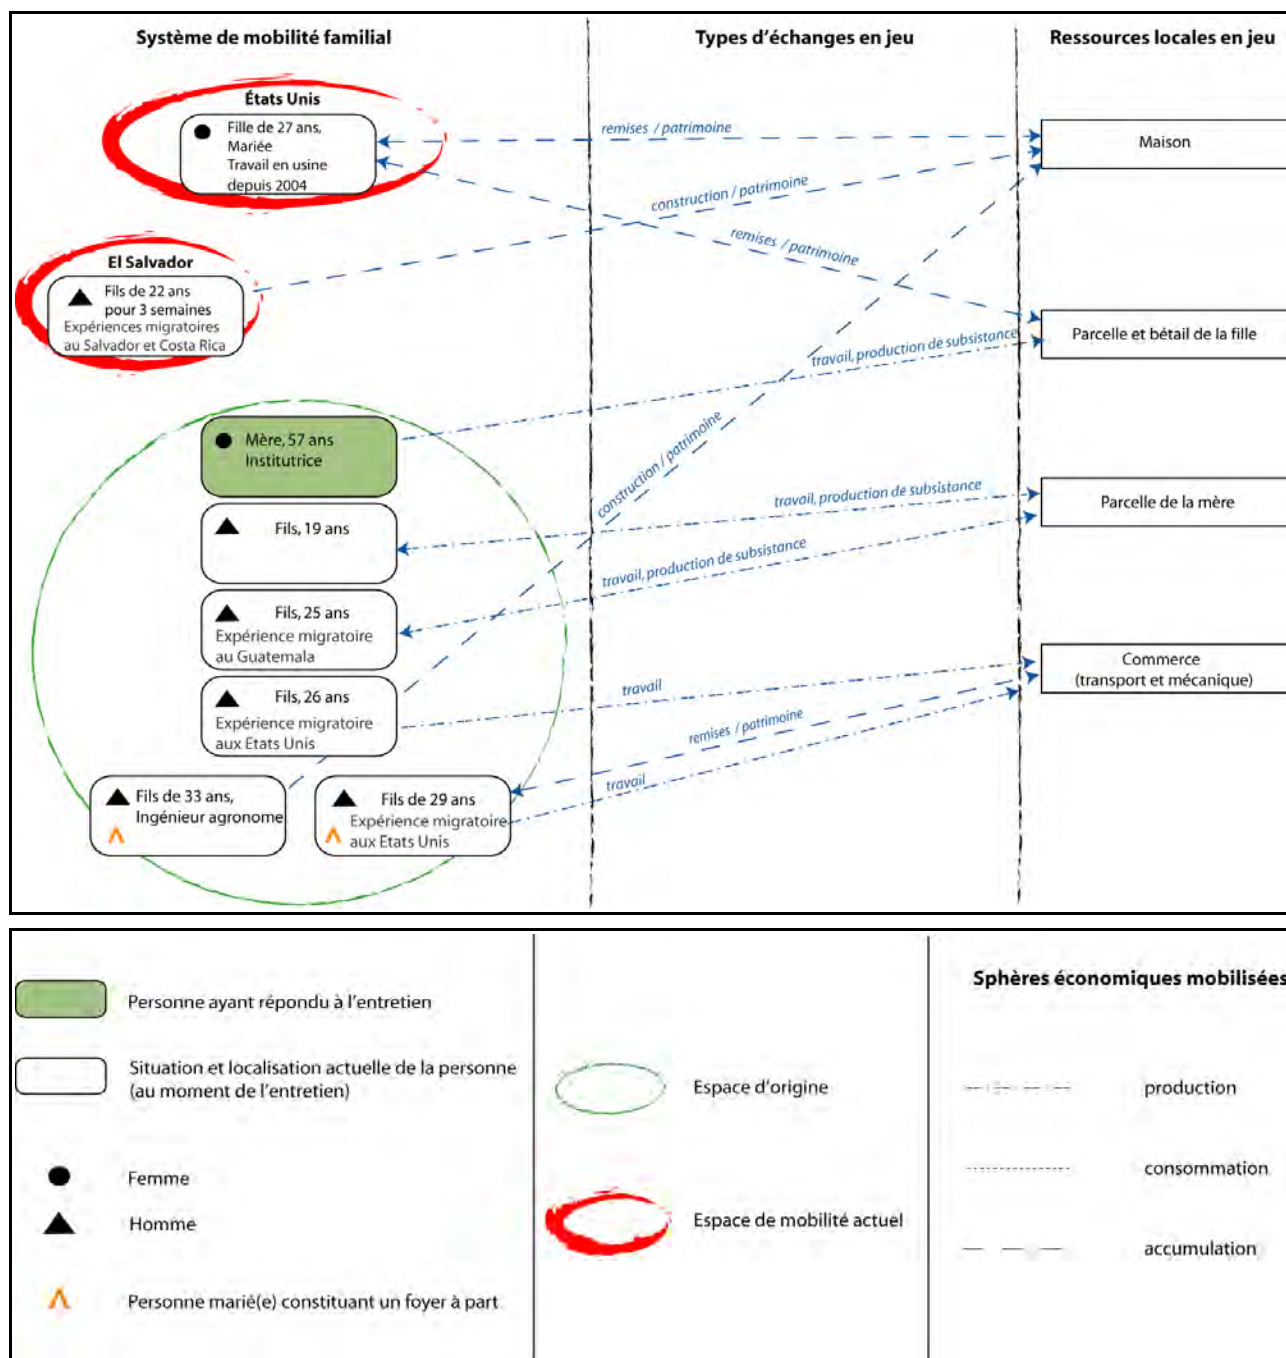 Système de mobilité familial
Types d'échanges en jeu
Ressources locales en jeu
États Unis
Fille de 27 ans,
Mariée
Travail en usine
depuis 2004
remises / patrimoine
Maison
construction / patrimoine
remises / patrimoine
El Salvador
Fils de 22 ans
pour 3 semaines
Expériences migratoires
au Salvador et Costa Rica
Parcelle et bétail de la fille
travail, production de subsistance
Mère, 57 ans
Institutrice
construction / patrimoine
travail, production de subsistance
Parcelle de la mère
Fils, 19 ans
travail, production de subsistance
Fils, 25 ans
Expérience migratoire
au Guatemala
Commerce
(transport et mécanique)
Fils, 26 ans
Expérience migratoire
aux Etats Unis
travail
remises / patrimoine
travail
Fils de 33 ans,
Ingénieur agronome
Fils de 29 ans
Expérience migratoire
aux Etats Unis
Personne ayant répondu à l'entretien
Situation et localisation actuelle de la personne
(au moment de l'entretien)
Femme
Homme
Personne marié(e) constituant un foyer à part
Espace d'origine
Espace de mobilité actuel
Sphères économiques mobilisées
production
consommation
accumulation